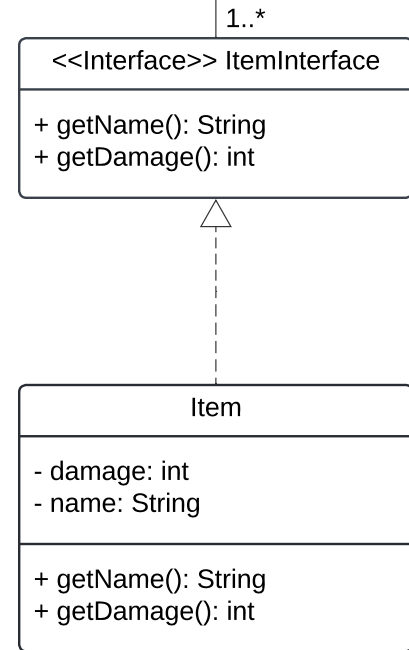 1..*
<<Interface>> ItemInterface
+ getName(): String
+ getDamage(): int
Item
- damage: int
- name: String
+ getName(): String
+ getDamage(): int